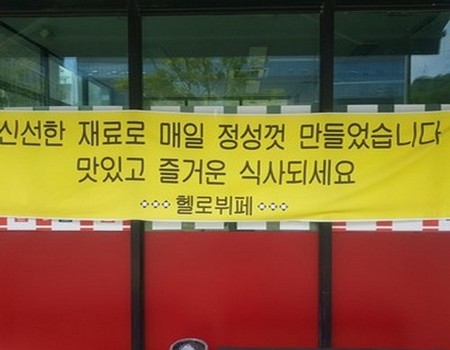 신선한 재료로 매일 정성껏 만들었습니다
맛있고 즐거운 식사되세요
헬로뷔페